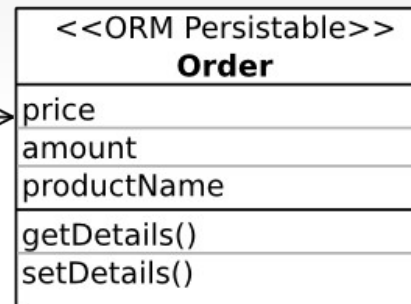 <<ORM Persistable>>
Order
price
amount
productName
getDetails()
setDetails()